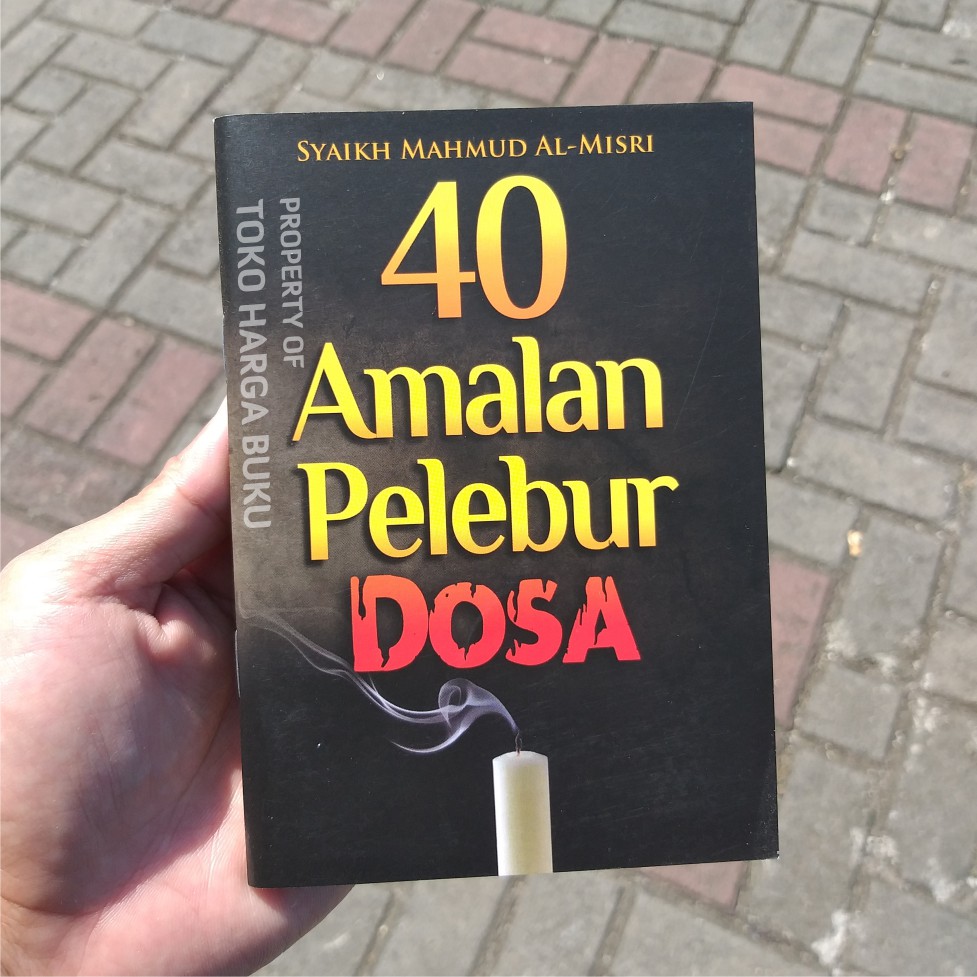 SYAIKH MAHMUD AL-MISRI
40
Amalan
Pelebur
DOSA
PROPERTY OF
TOKO HARGA BUKU